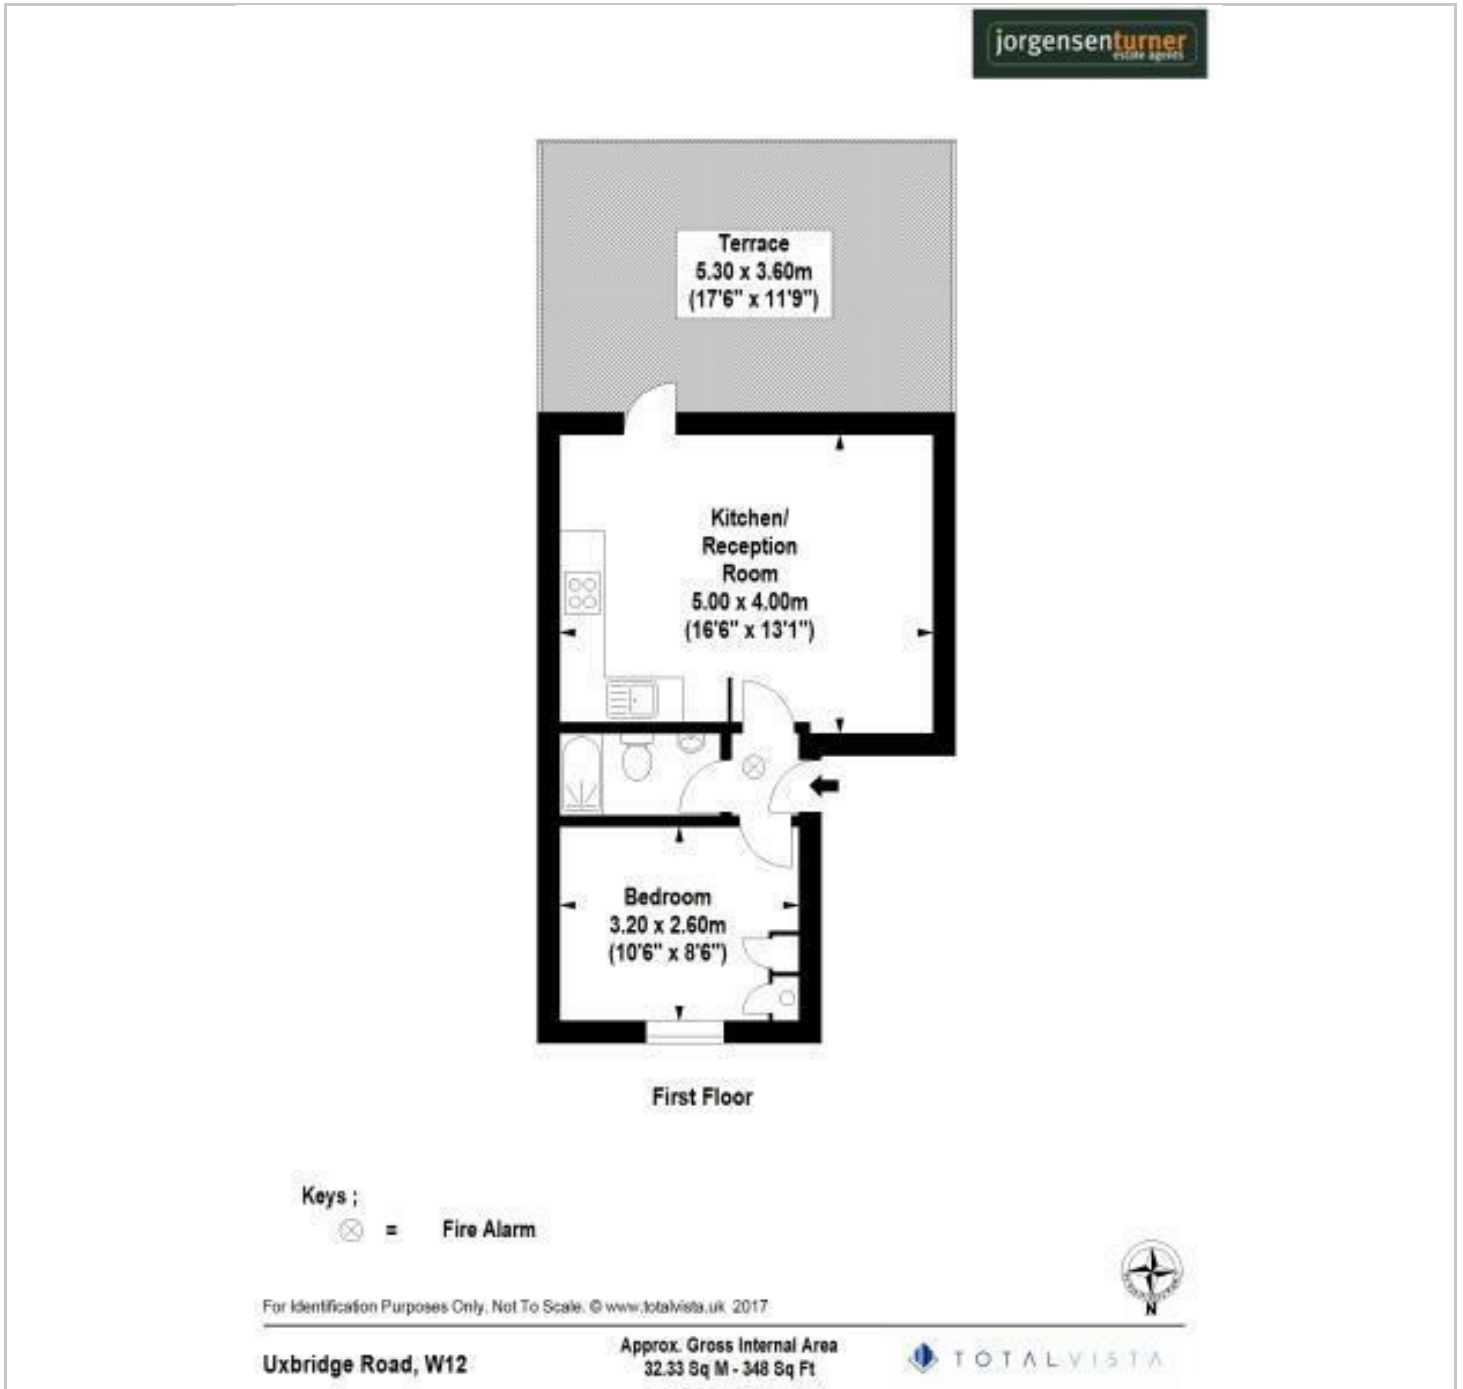 jorgensenturner
estate agents
Terrace
5.30 x 3.60m
(17'6" x 11'9")
Kitchen/
Reception
Room
5.00 x 4.00m
(16'6" x 13'1")
Bedroom
3.20 x 2.60m
(10'6" x 8'6")
First Floor
Keys ;
= Fire Alarm
N
For Identification Purposes Only. Not To Scale. © www.totalvista.uk 2017
Uxbridge Road, W12
Approx. Gross Internal Area
32.33 Sq M - 348 Sq Ft
TOTALVISTA